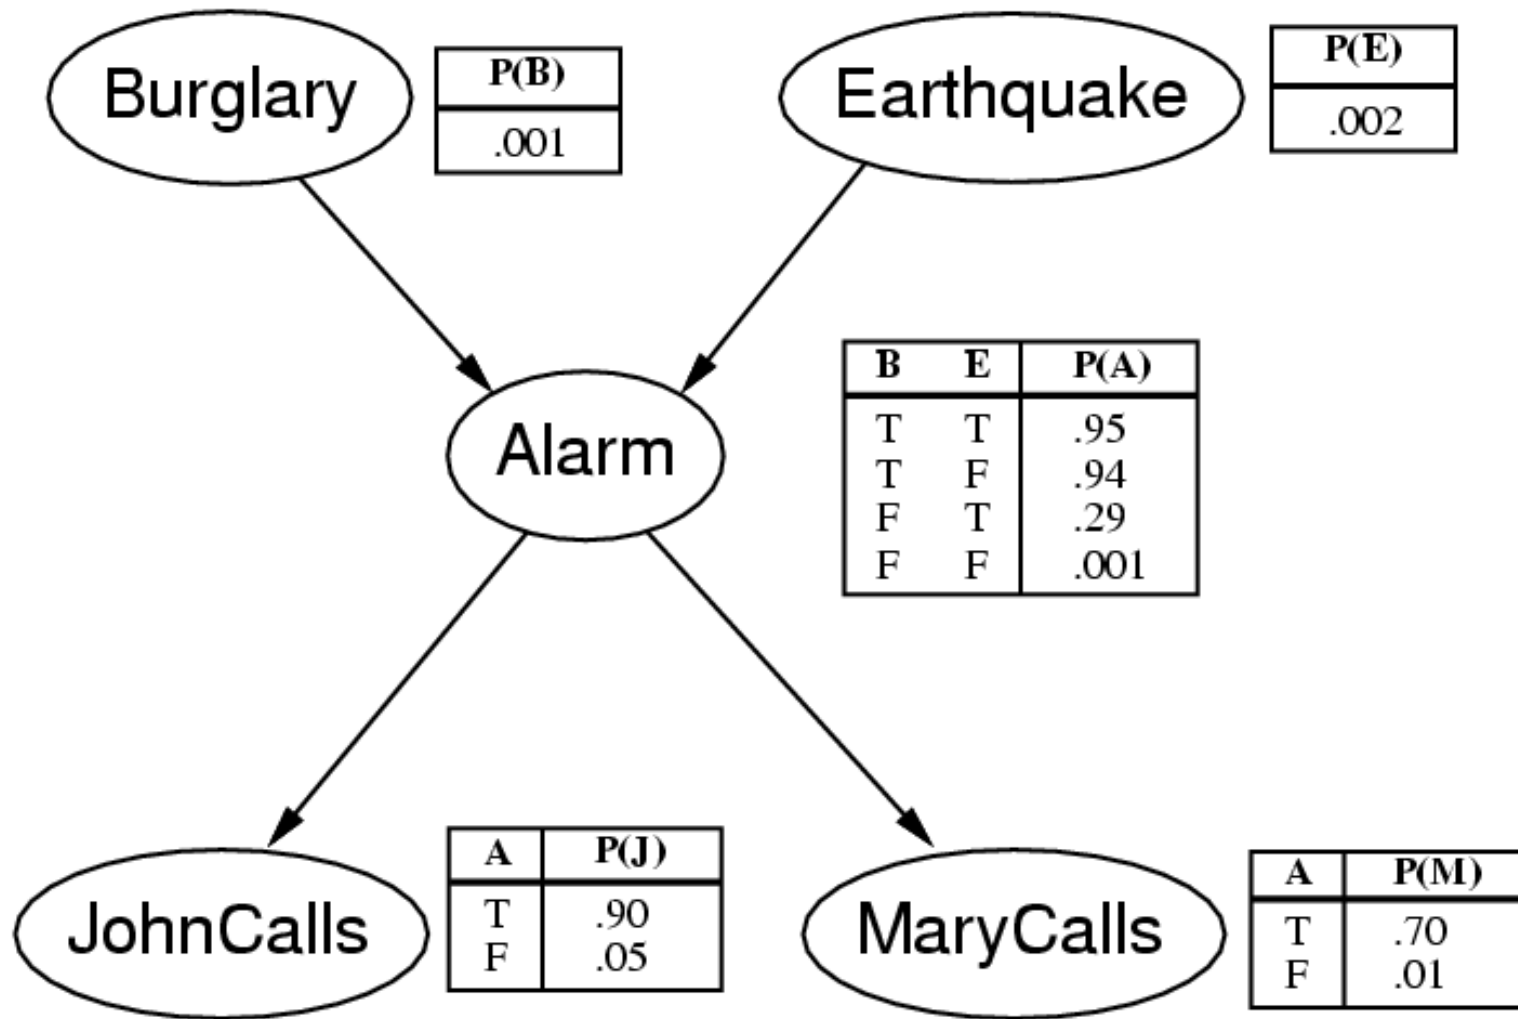 Burglary
P(B)
.001
Earthquake
P(E)
.002
Alarm
B E P(A)
T T .95
T F .94
F T .29
F F .001
JohnCalls
A P(J)
T .90
F .05
MaryCalls
A P(M)
T .70
F .01